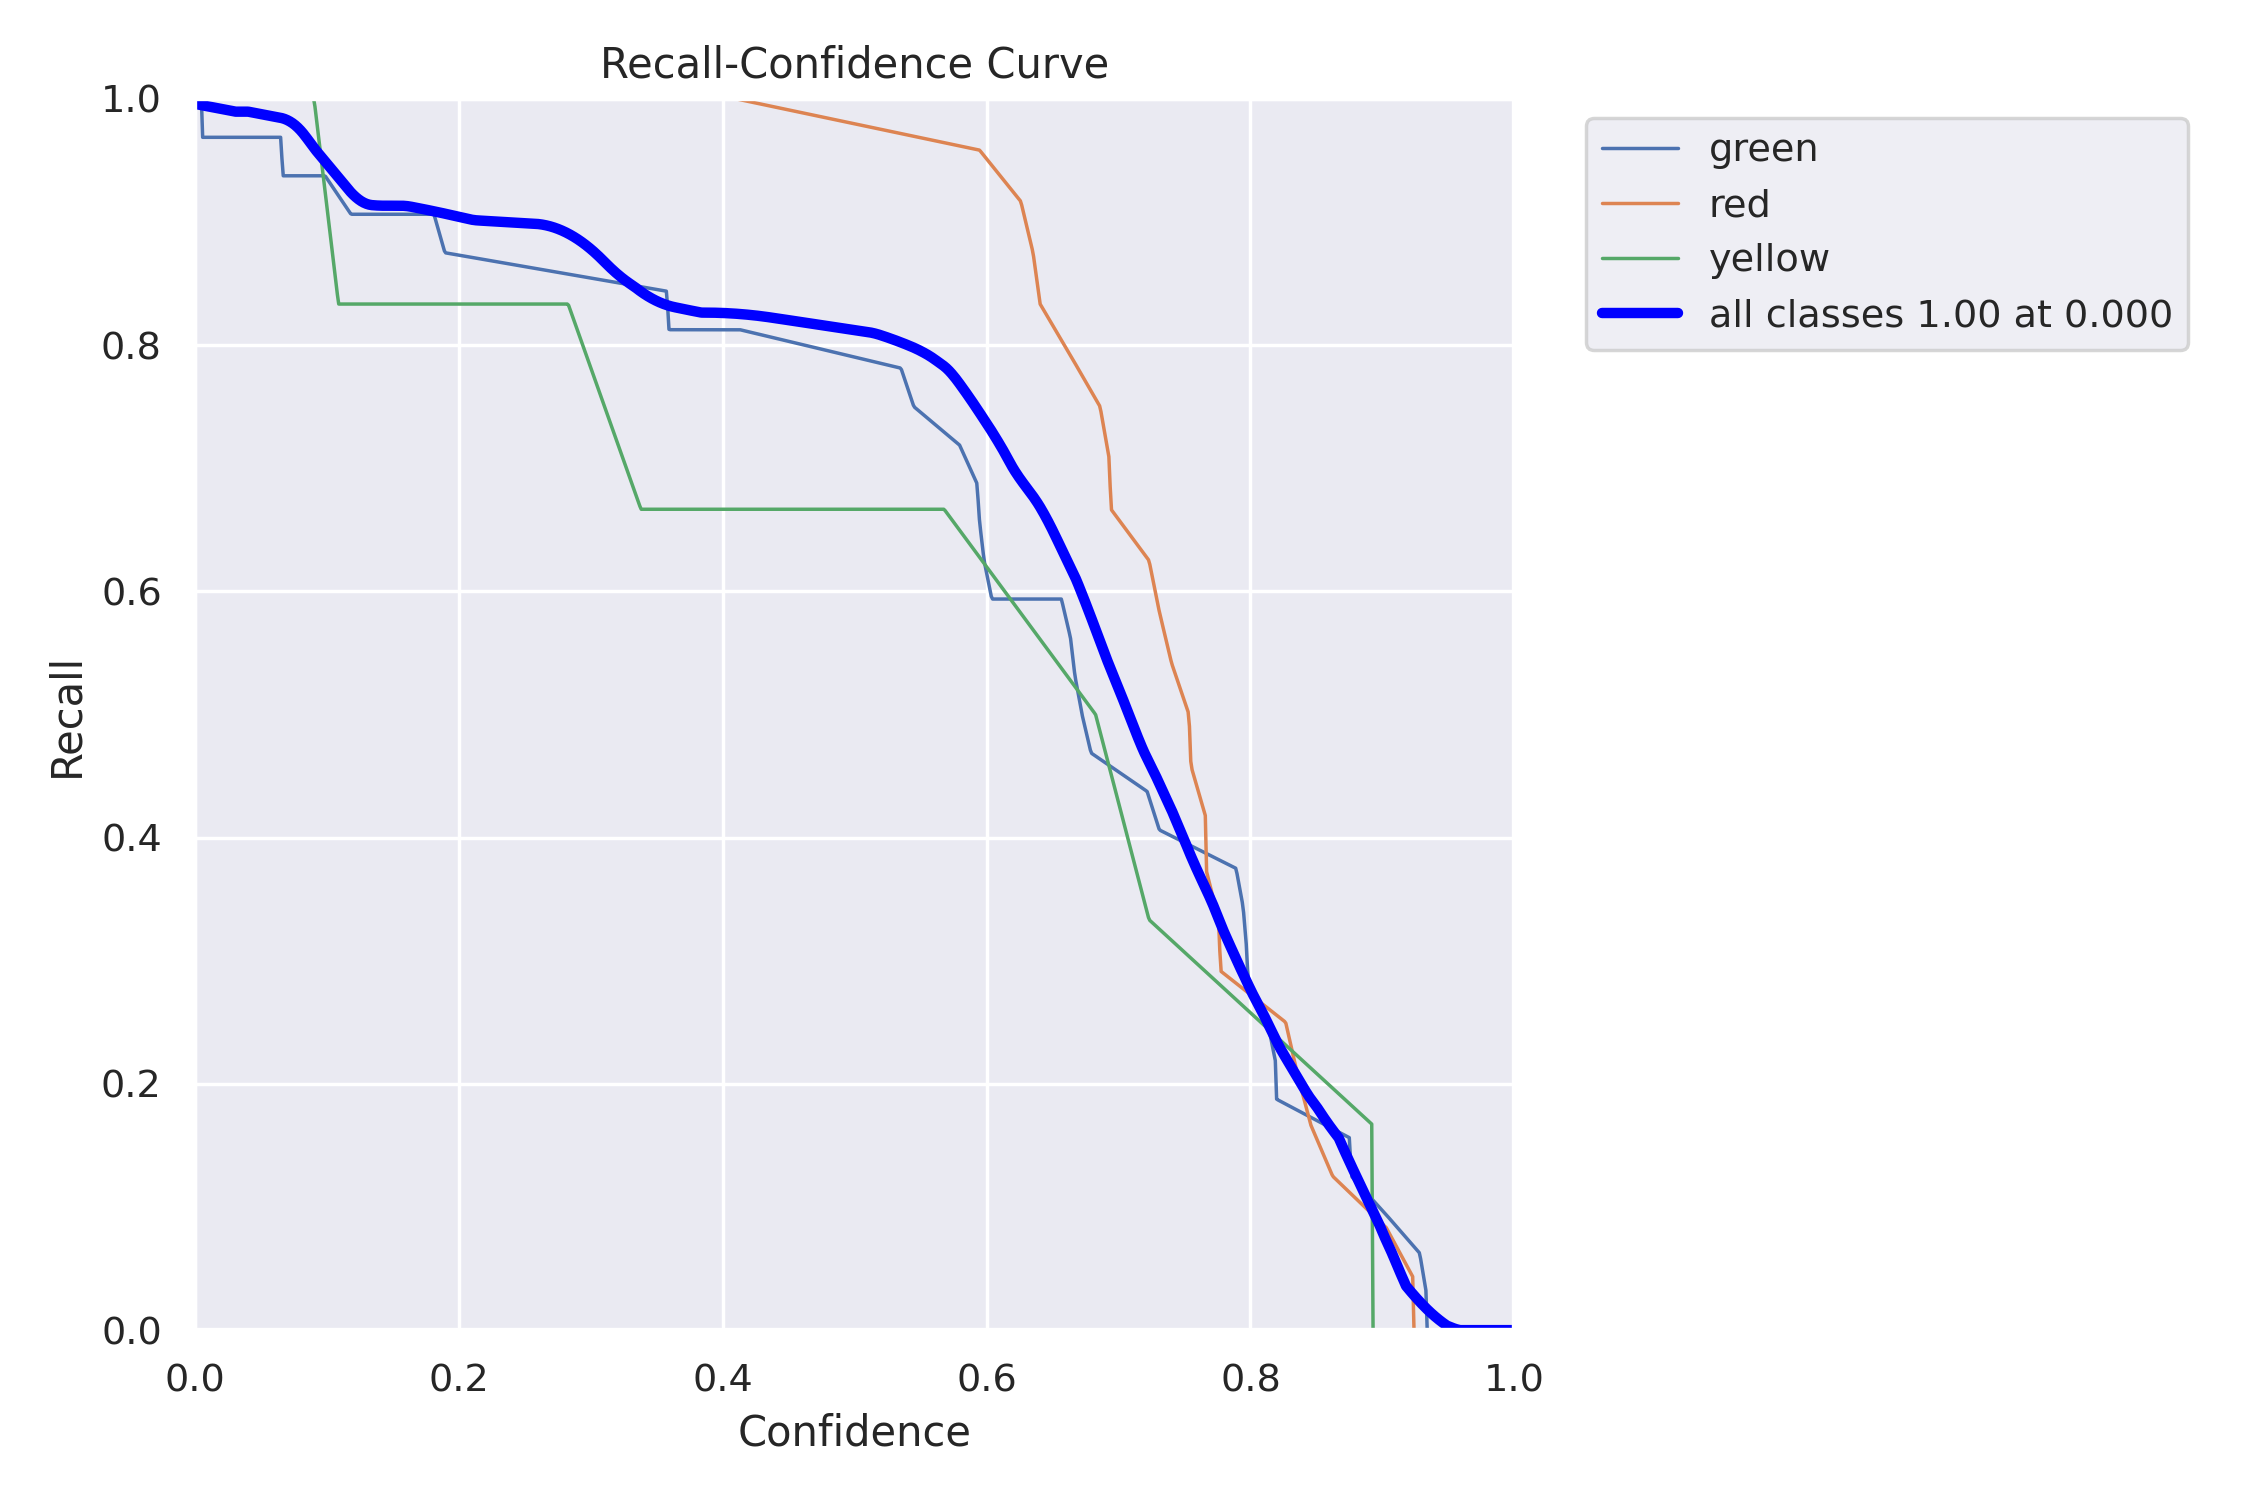 Recall-Confidence Curve
1.0
0.8
0.6
0.4
0.2
0.0
Recall
0.0 0.2 0.4 0.6 0.8 1.0
Confidence
green
red
yellow
all classes 1.00 at 0.000